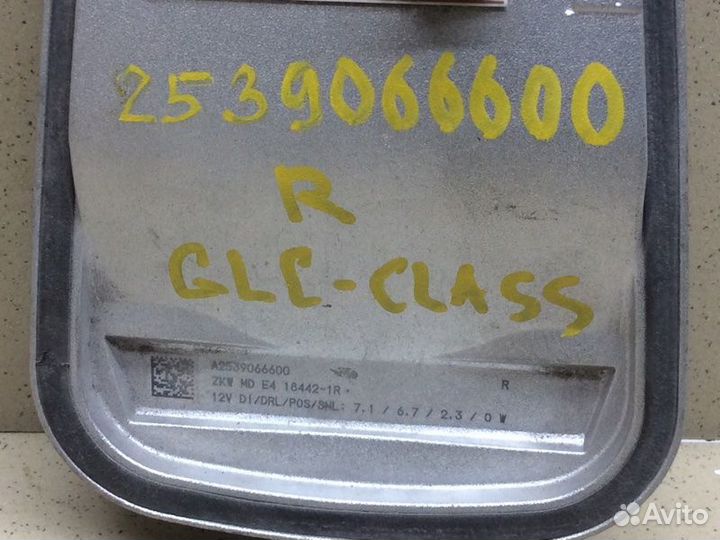 2539066600
R
GLC-CLASS
A2539066600
ZKW MD E4 16442-1R
R
12V DI/DRL/POS/SML: 7.1 / 6.7 / 2.3 / 0 W
Avito